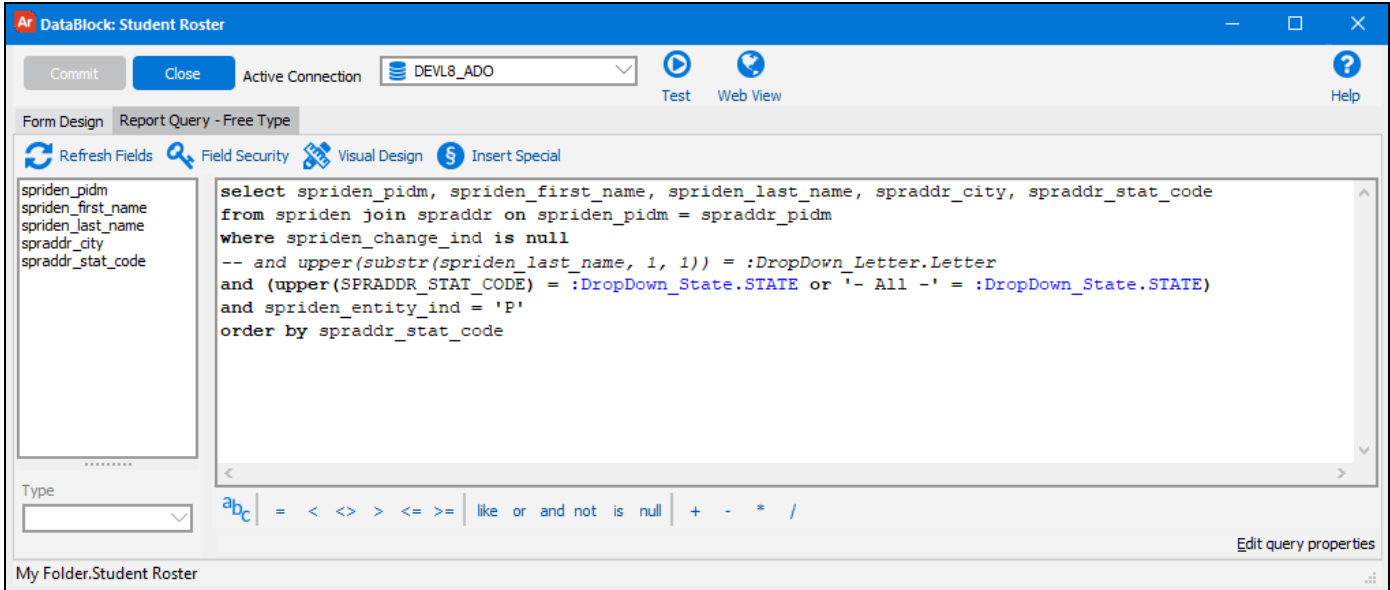 Ar DataBlock: Student Roster
Commit Close Active Connection DEVL8_ADO Test Web View Help
Form Design Report Query - Free Type
Refresh Fields Field Security Visual Design § Insert Special
spriden_pidm
spriden_first_name
spriden_last_name
spraddr_city
spraddr_stat_code
select spriden_pidm, spriden_first_name, spriden_last_name, spraddr_city, spraddr_stat_code
from spriden join spraddr on spriden_pidm = spraddr_pidm
where spriden_change_ind is null
-- and upper(substr(spriden_last_name, 1, 1)) = :DropDown_Letter.Letter
and (upper(SPRADDR_STAT_CODE) = :DropDown_State.STATE or '- All -' = :DropDown_State.STATE)
and spriden_entity_ind = 'P'
order by spraddr_stat_code
Type
abc = < <> > <= >= like or and not is null + - * /
Edit query properties
My Folder.Student Roster